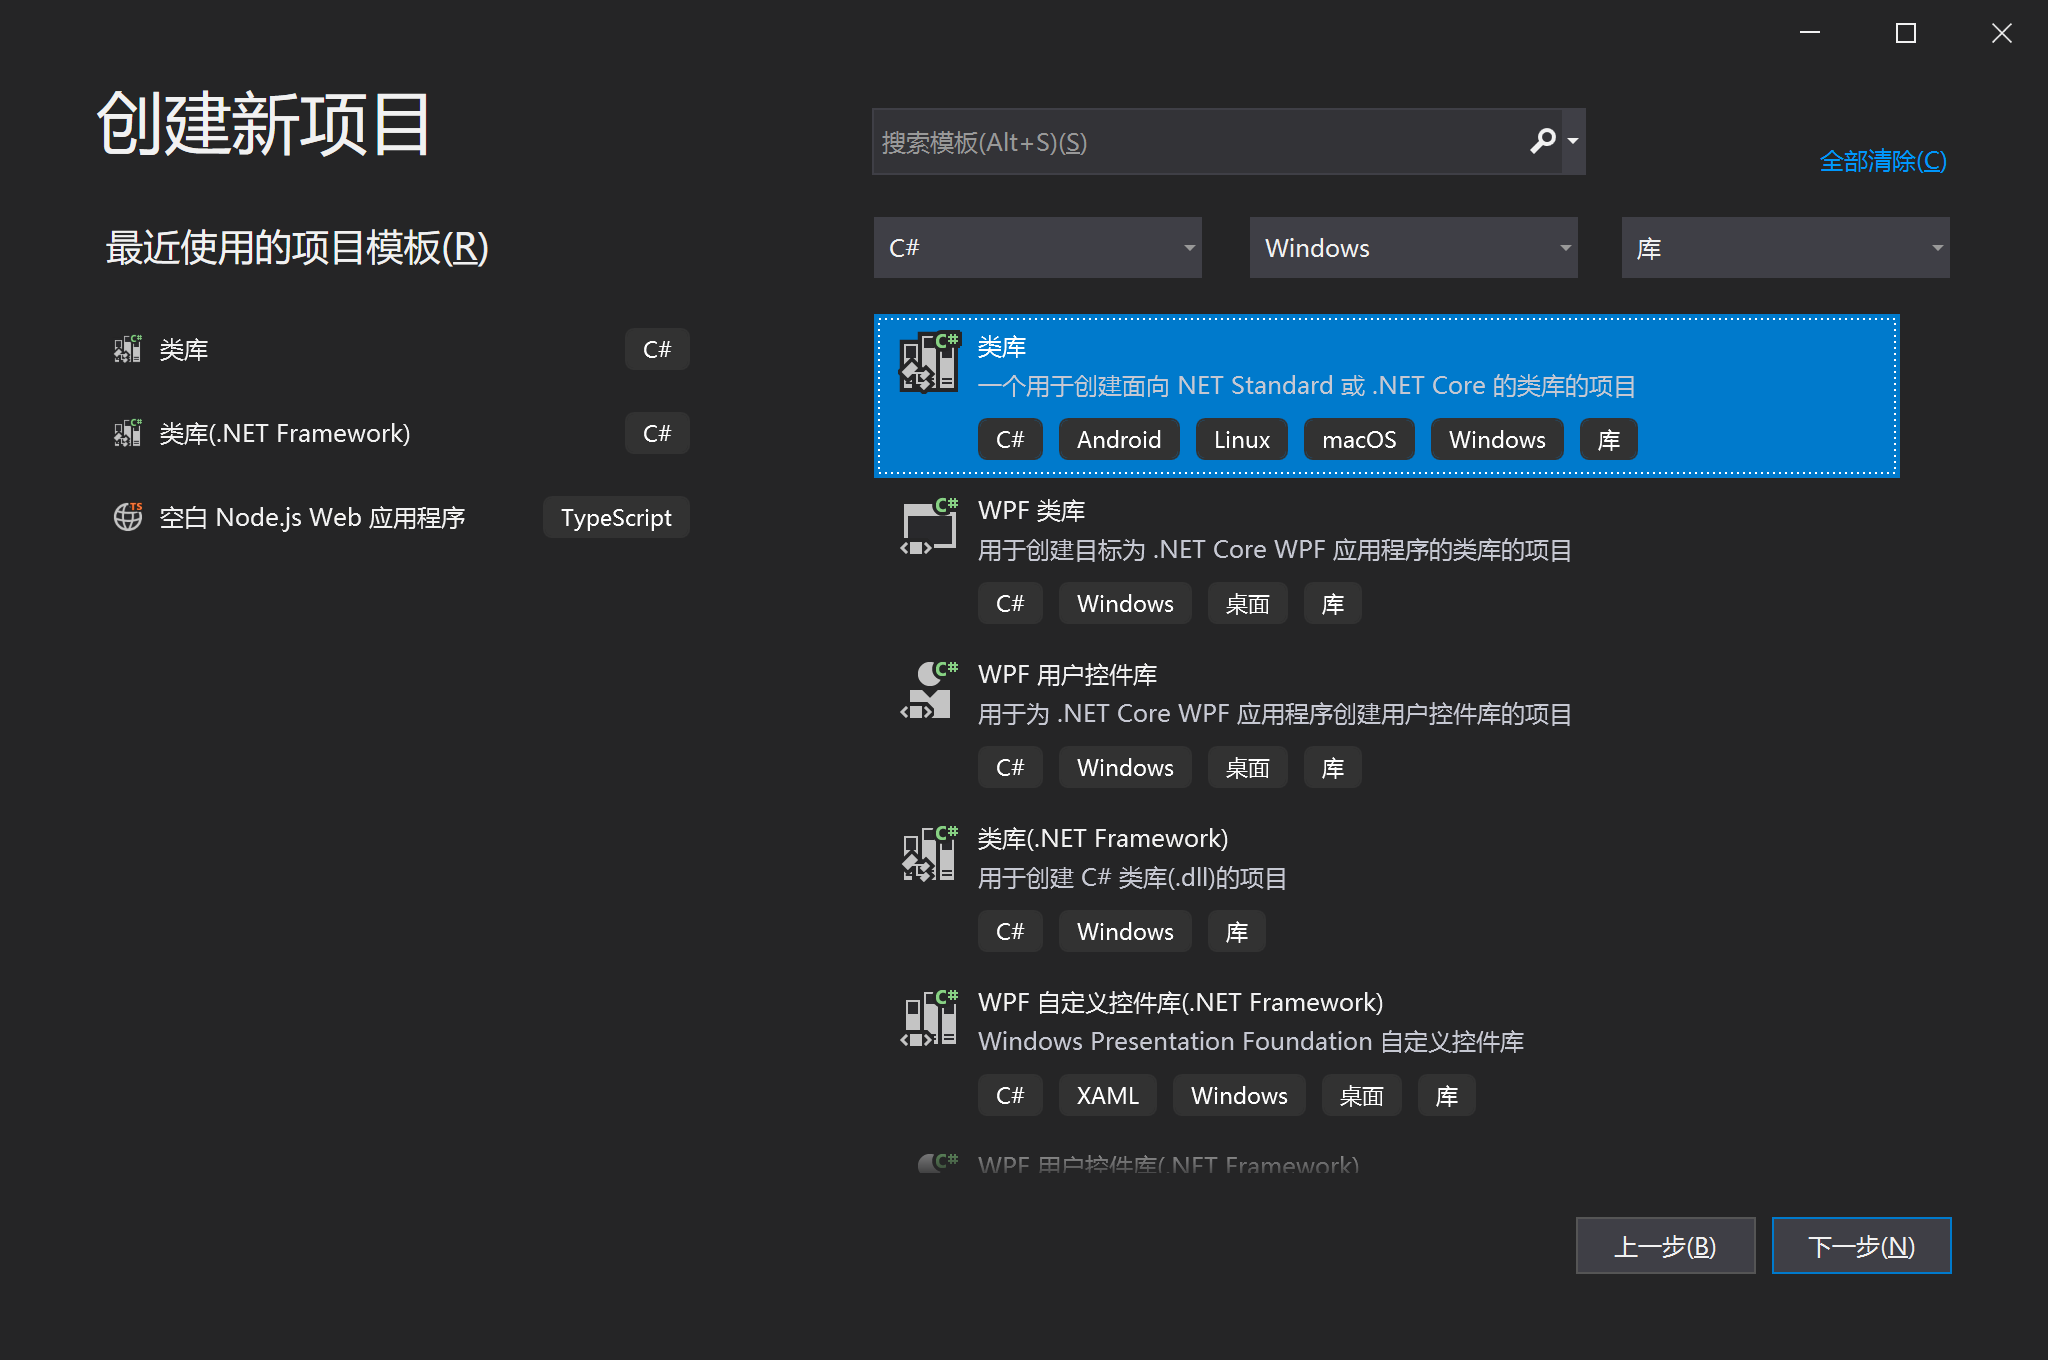 创建新项目
搜索模板(Alt+S)(S)
全部清除(C)
最近使用的项目模板(R)
C#
Windows
库
类库
C#
类库(.NET Framework)
C#
空白 Node.js Web 应用程序
TypeScript
类库
一个用于创建面向 NET Standard 或 .NET Core 的类库的项目
C# Android Linux macOS Windows 库
WPF 类库
用于创建目标为 .NET Core WPF 应用程序的类库的项目
C# Windows 桌面 库
WPF 用户控件库
用于为 .NET Core WPF 应用程序创建用户控件库的项目
C# Windows 桌面 库
类库(.NET Framework)
用于创建 C# 类库(.dll)的项目
C# Windows 库
WPF 自定义控件库(.NET Framework)
Windows Presentation Foundation 自定义控件库
C# XAML Windows 桌面 库
WPF 用户控件库(.NET Framework)
上一步(B)
下一步(N)